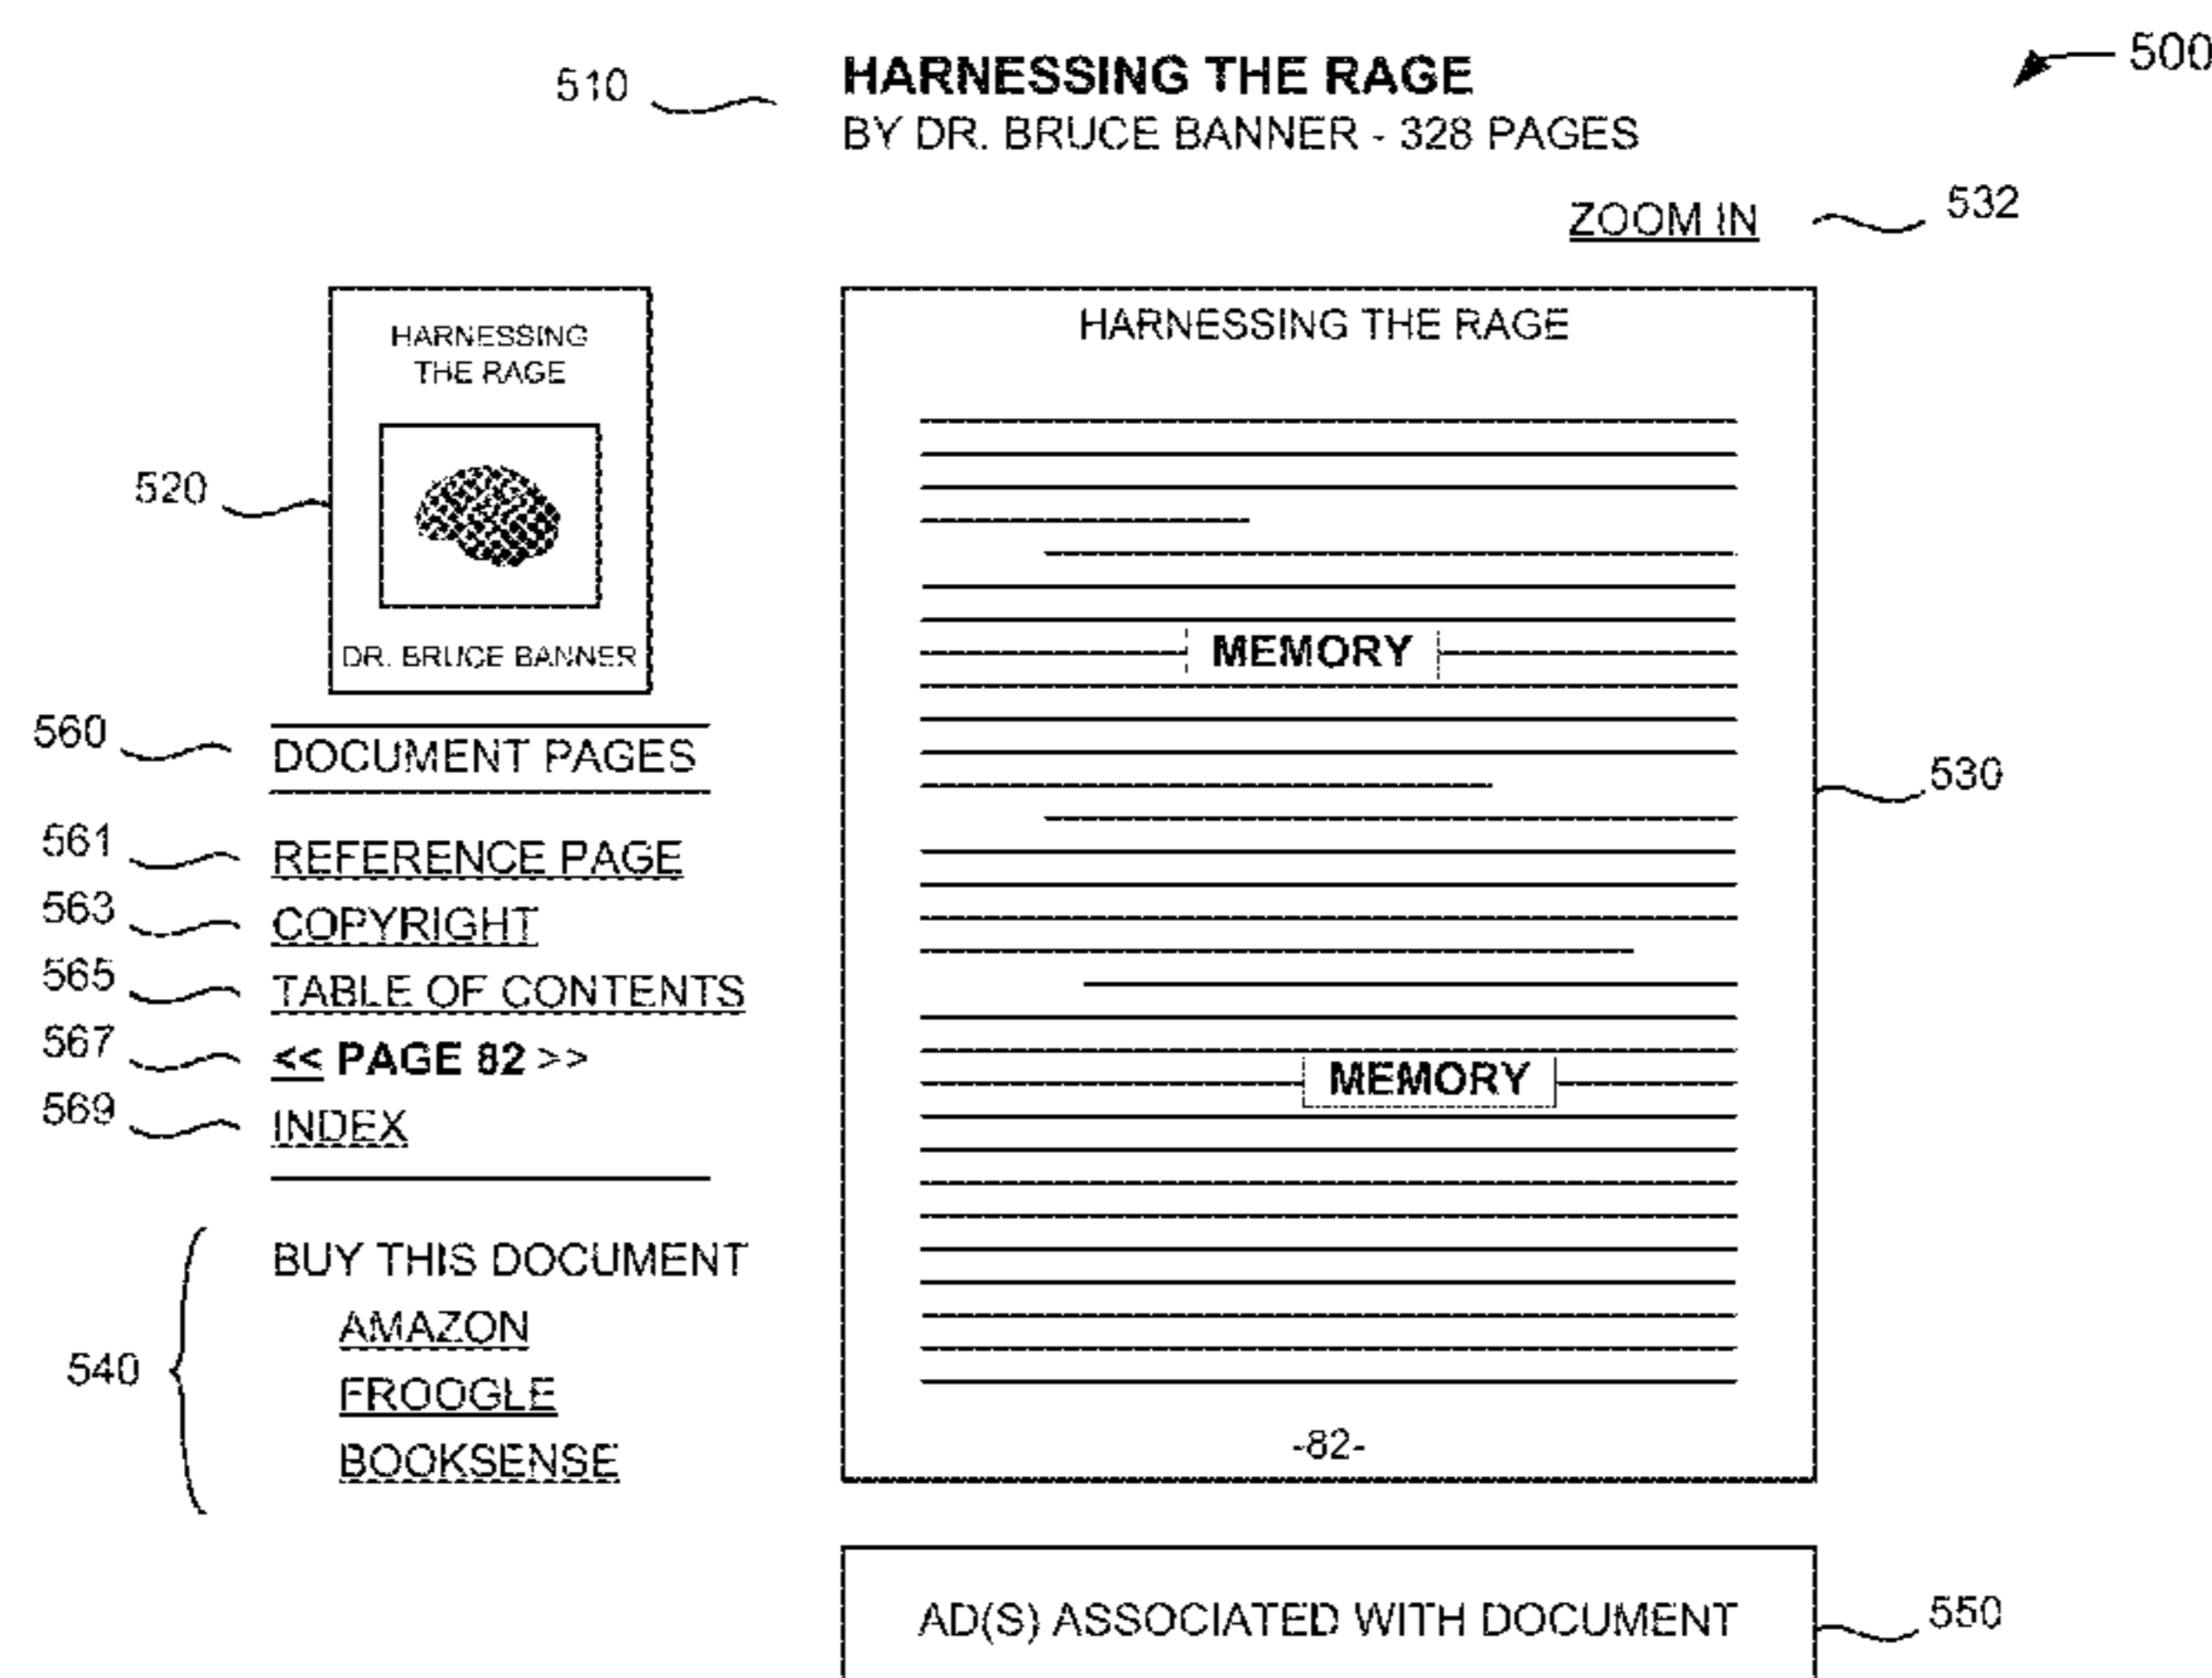 500
510
HARNESSING THE RAGE
BY DR. BRUCE BANNER - 328 PAGES
ZOOM IN
532
HARNESSING
THE RAGE
520
DR. BRUCE BANNER
560
DOCUMENT PAGES
561
REFERENCE PAGE
563
COPYRIGHT
565
TABLE OF CONTENTS
567
<< PAGE 82 >>
569
INDEX
540
BUY THIS DOCUMENT
AMAZON
FROOGLE
BOOKSENSE
HARNESSING THE RAGE
MEMORY
530
MEMORY
-82-
AD(S) ASSOCIATED WITH DOCUMENT
550